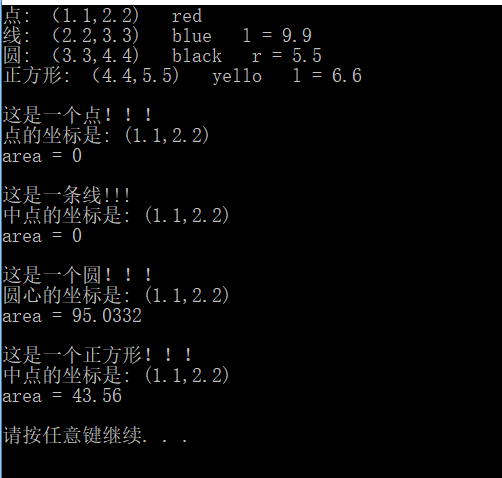 点: （1.1,2.2)   red
线: （2.2,3.3)   blue   l = 9.9
圆: （3.3,4.4)   black   r = 5.5
正方形: （4.4,5.5)   yello   l = 6.6
这是一个点！！！
点的坐标是: (1.1,2.2)
area = 0
这是一条线!!!
中点的坐标是: (1.1,2.2)
area = 0
这是一个圆！！！
圆心的坐标是: (1.1,2.2)
area = 95.0332
这是一个正方形！！！
中点的坐标是: (1.1,2.2)
area = 43.56
请按任意键继续. . .